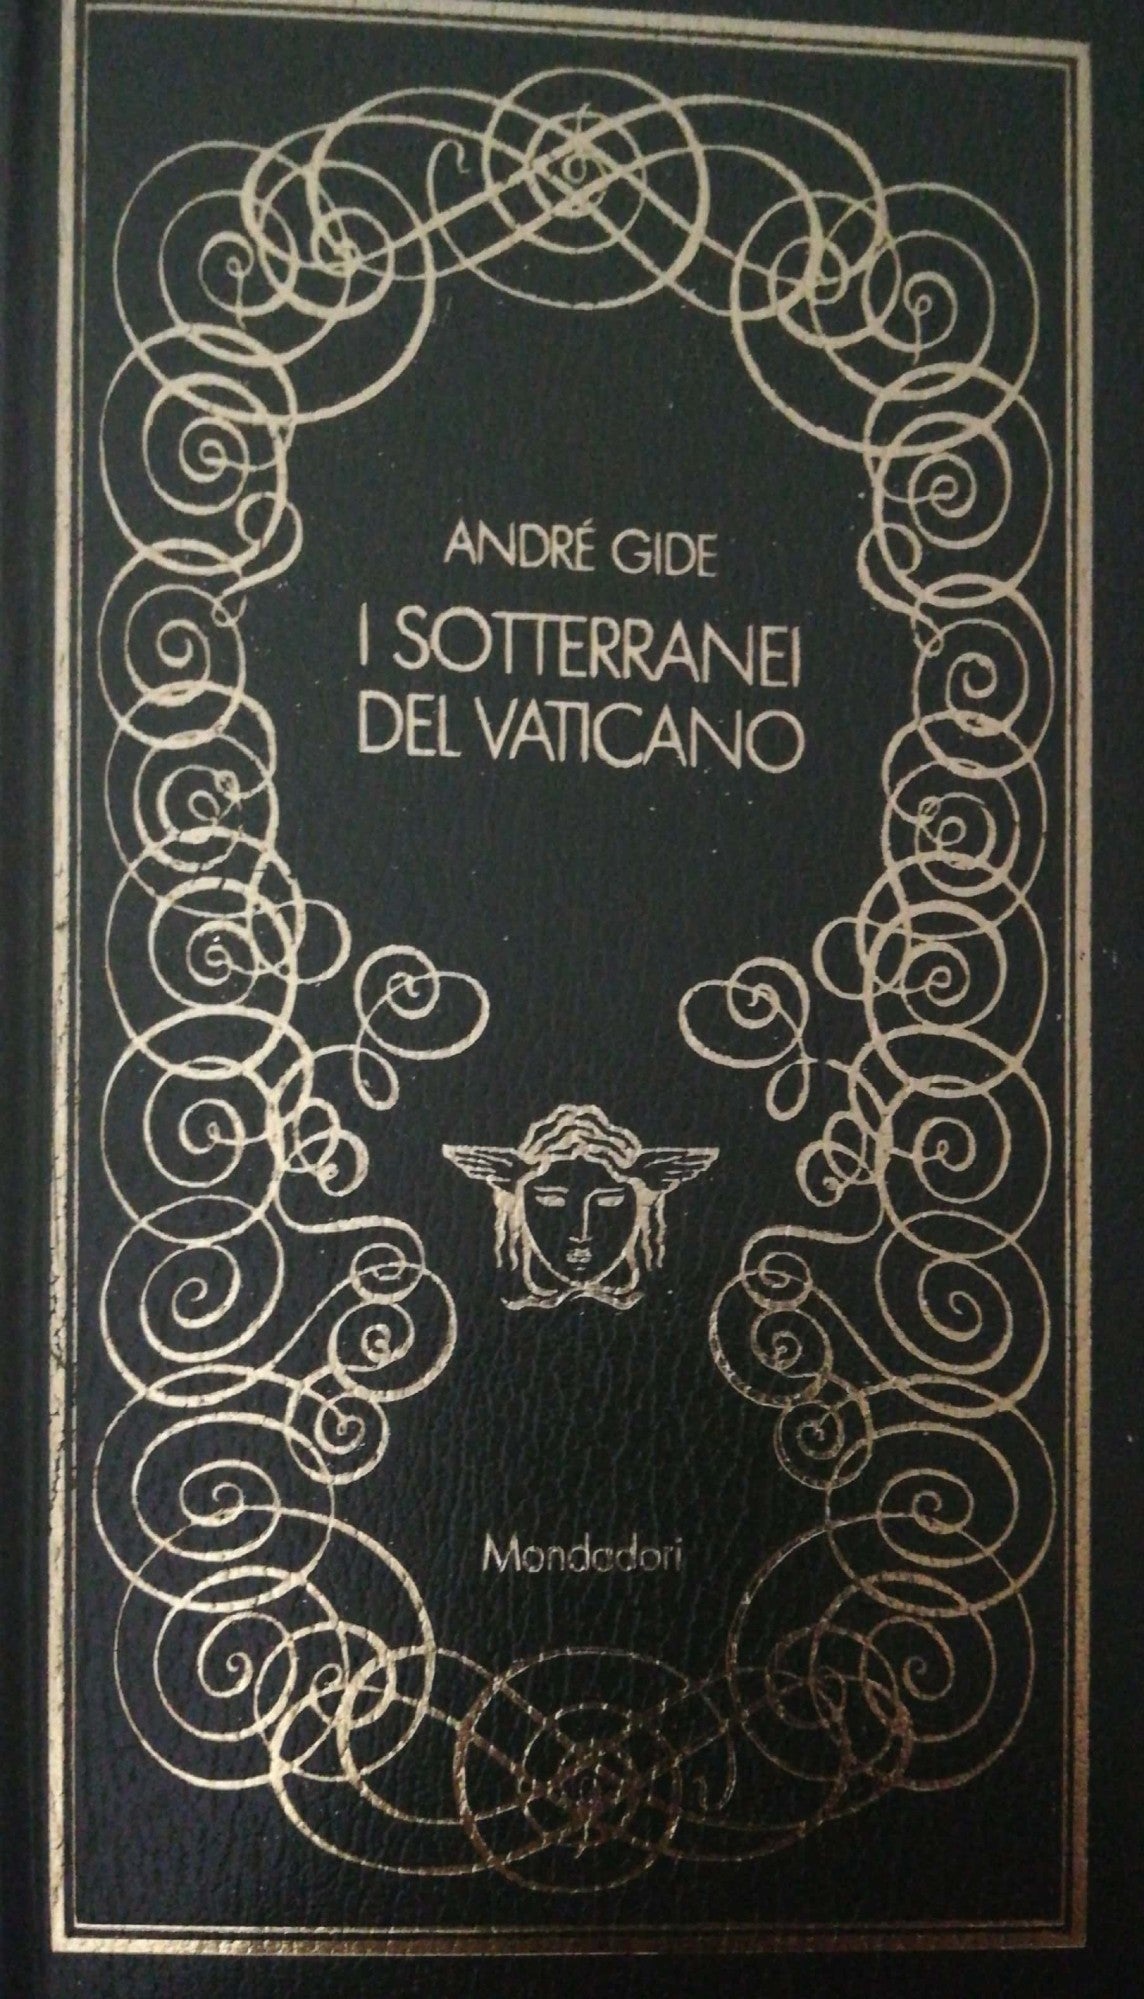 ANDRÉ GIDE
I SOTTERRANEI
DEL VATICANO
Mondadori